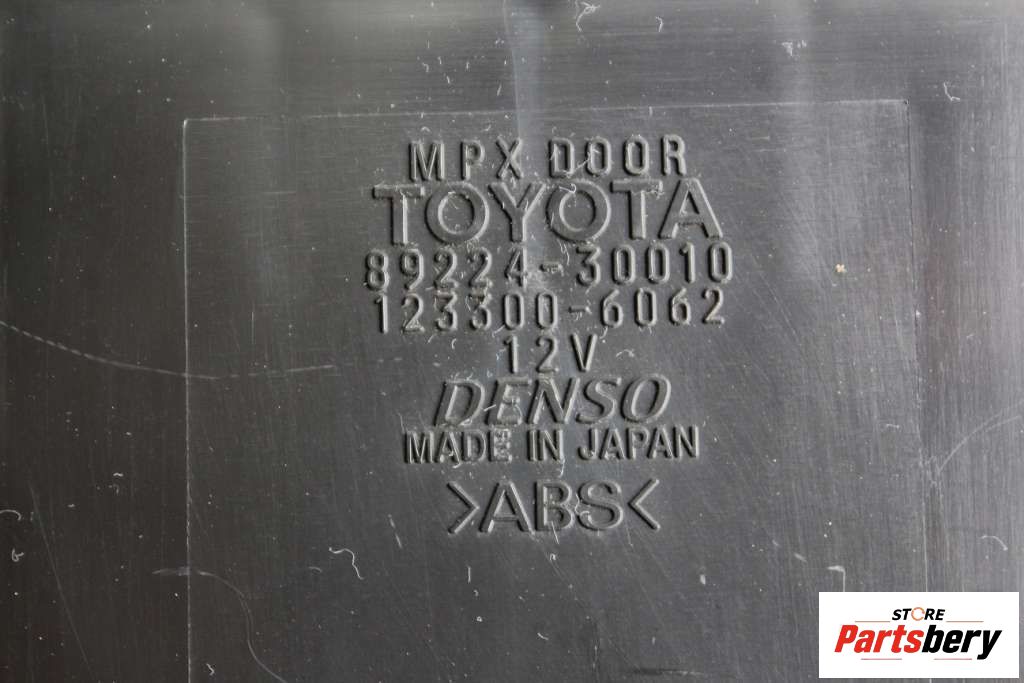 MPX DOOR
TOYOTA
89224-30010
123300-6062
12V
DENSO
MADE IN JAPAN
>ABS<
STORE
Partsbery